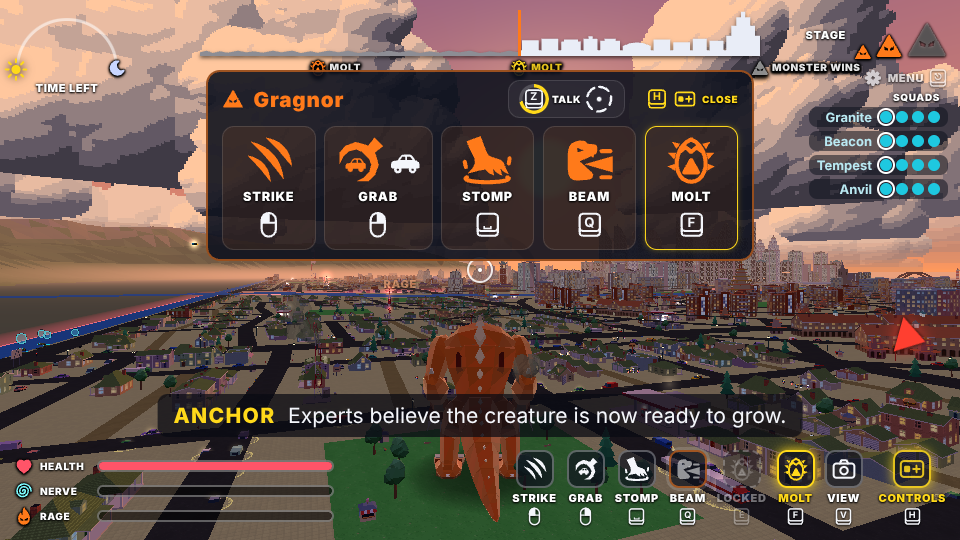 TIME LEFT
MOLT
MOLT
STAGE
MONSTER WINS
MENU
SQUADS
Granite
Beacon
Tempest
Anvil
Gragnor
Z TALK
H CLOSE
STRIKE
GRAB
STOMP
BEAM
MOLT
Q
F
RAGE
ANCHOR Experts believe the creature is now ready to grow.
HEALTH
NERVE
RAGE
STRIKE
GRAB
STOMP
BEAM
LOCKED
MOLT
VIEW
CONTROLS
Q
E
F
V
H